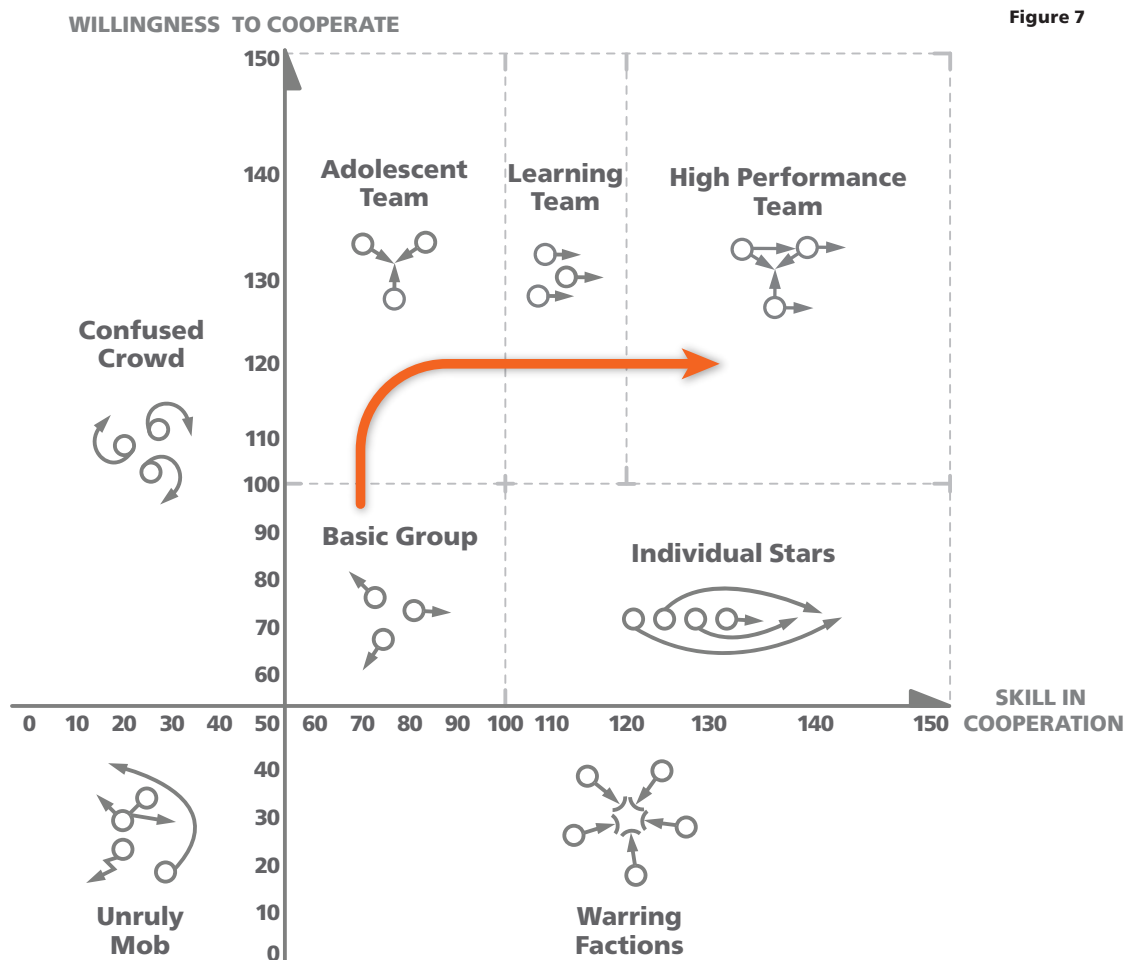 WILLINGNESS TO COOPERATE
Figure 7
150
140
130
120
110
100
90
80
70
60
50
40
30
20
10
0
Adolescent
Team
Learning
Team
High Performance
Team
Confused
Crowd
Basic Group
Individual Stars
0 10 20 30 40 50 60 70 80 90 100 110 120 130 140 150
SKILL IN
COOPERATION
Unruly
Mob
Warring
Factions